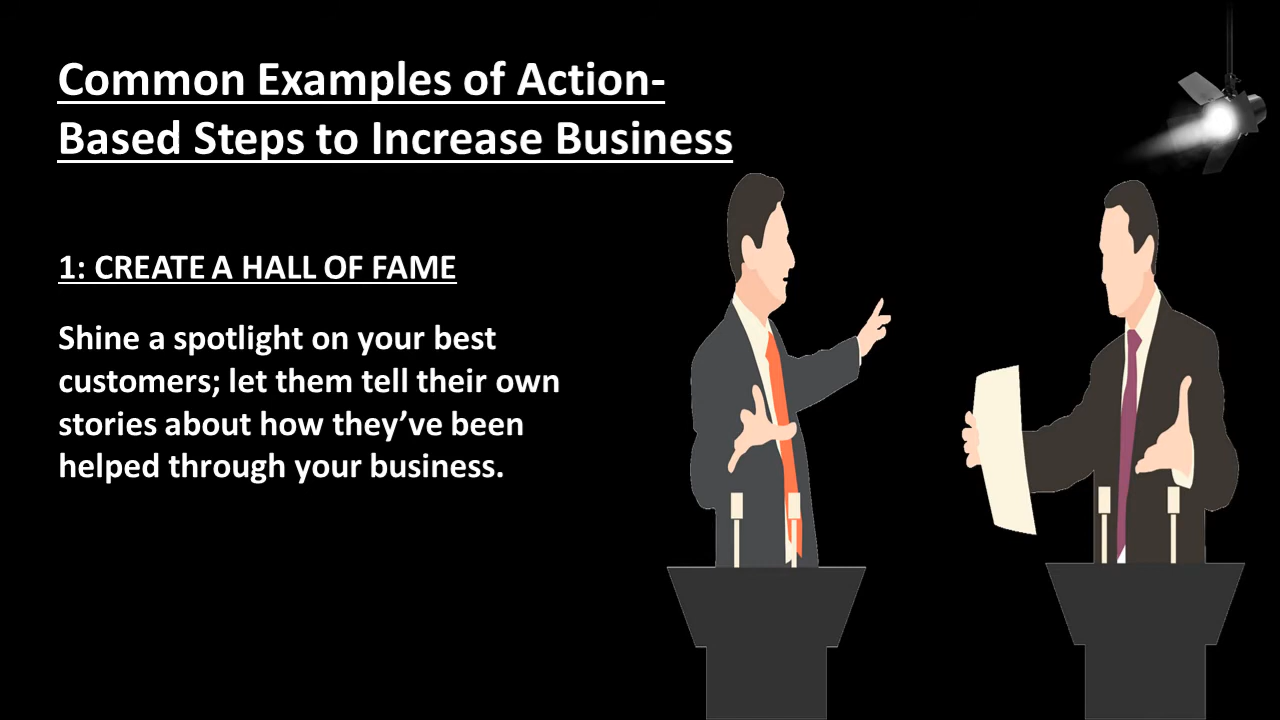 Common Examples of Action-
Based Steps to Increase Business
1: CREATE A HALL OF FAME
Shine a spotlight on your best
customers; let them tell their own
stories about how they’ve been
helped through your business.